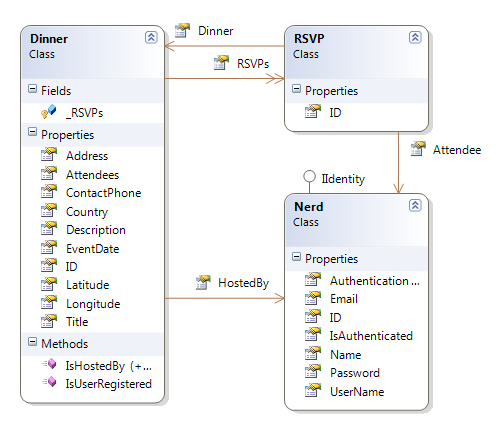 Dinner
Class
Fields
_RSVPs
Properties
Address
Attendees
ContactPhone
Country
Description
EventDate
ID
Latitude
Longitude
Title
Methods
IsHostedBy (+...
IsUserRegistered
Dinner
RSVPs
RSVP
Class
Properties
ID
Attendee
IIdentity
HostedBy
Nerd
Class
Properties
Authentication ...
Email
ID
IsAuthenticated
Name
Password
UserName